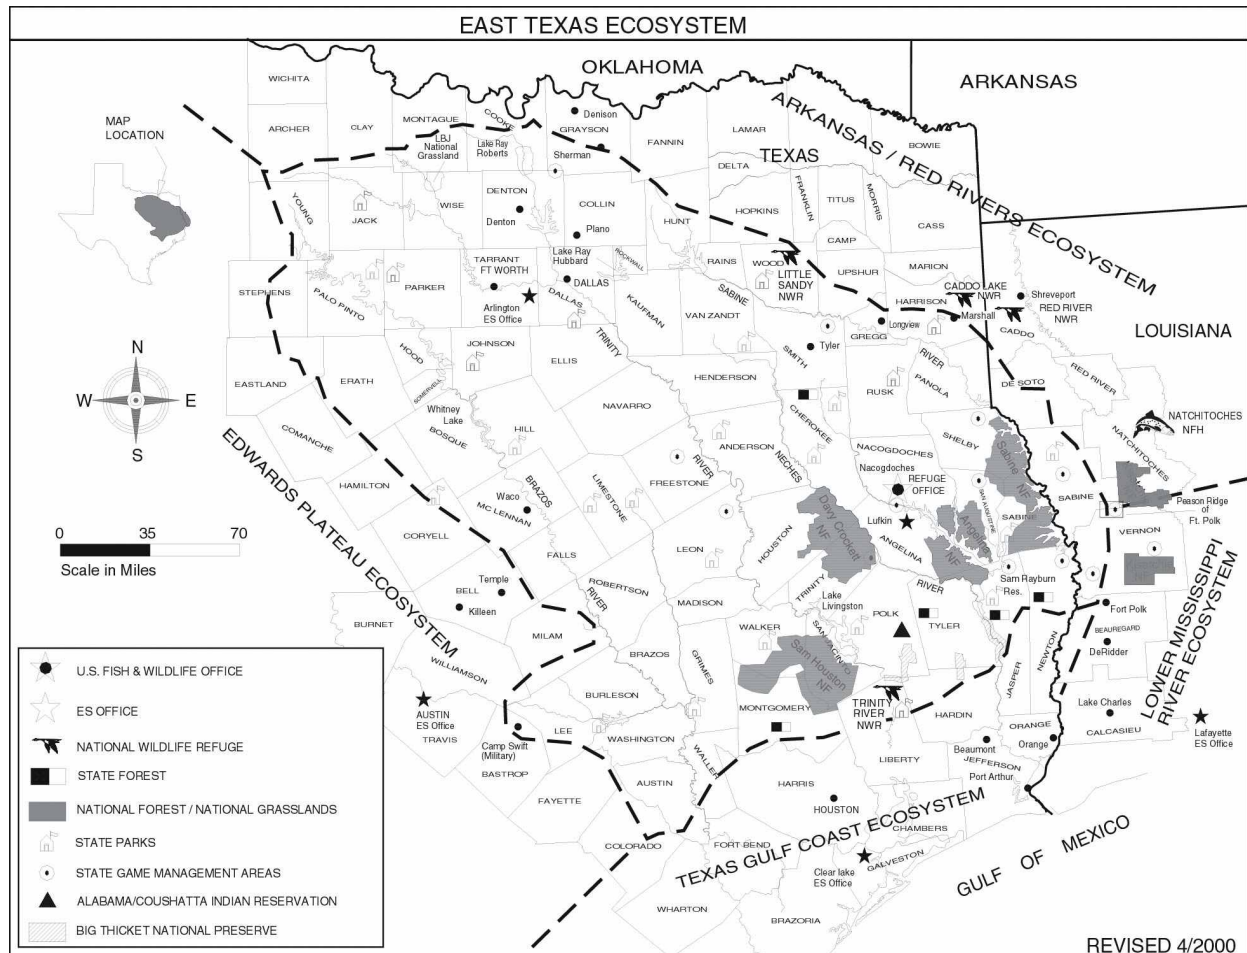 EAST TEXAS ECOSYSTEM
OKLAHOMA
ARKANSAS
ARKANSAS / RED RIVERS ECOSYSTEM
TEXAS
LOUISIANA
MAP
LOCATION
WICHITA
ARCHER
CLAY
MONTAGUE
COOKE
Denison
GRAYSON
Sherman
FANNIN
LAMAR
BOWIE
DELTA
LBJ
National
Grassland
Lake Ray
Roberts
YOUNG
JACK
WISE
DENTON
Denton
COLLIN
Plano
HUNT
HOPKINS
FRANKLIN
TITUS
MORRIS
CASS
CAMP
STEPHENS
PALO PINTO
PARKER
TARRANT
FT WORTH
Arlington
ES Office
Lake Ray
Hubbard
DALLAS
DALLAS
ROCKWALL
KAUFMAN
RAINS
WOOD
LITTLE
SANDY
NWR
UPSHUR
MARION
HARRISON
CADDO LAKE
NWR
Marshall
Shreveport
RED RIVER
NWR
CADDO
SABINE
VAN ZANDT
Tyler
SMITH
GREGG
Longview
RIVER
PANOLA
RUSK
DE SOTO
RED RIVER
NATCHITOCHES
NFH
NATCHITOCHES
N
W
E
S
EASTLAND
ERATH
HOOD
SOMERVELL
JOHNSON
ELLIS
TRINITY
HENDERSON
NAVARRO
CHEROKEE
ANDERSON
COMANCHE
BOSQUE
Whitney
Lake
HILL
HAMILTON
EDWARDS PLATEAU ECOSYSTEM
Waco
MC LENNAN
BRAZOS
LIMESTONE
FREESTONE
RIVER
NECHES
NACOGDOCHES
Nacogdoches
REFUGE
OFFICE
SHELBY
Sabine
NF
SAN AUGUSTINE
SABINE
SABINE
Peason Ridge
of
Ft. Polk
VERNON
0
35
70
Scale in Miles
CORYELL
FALLS
LEON
HOUSTON
Davy Crockett
NF
Lufkin
ANGELINA
Angelina
NF
Sam Rayburn
Res.
RIVER
Temple
BELL
Killeen
ROBERTSON
RIVER
MADISON
TRINITY
Lake
Livingston
POLK
TYLER
Fort Polk
BEAUREGARD
DeRidder
BURNET
WILLIAMSON
MILAM
BRAZOS
GRIMES
WALKER
SAN JACINTO
Sam Houston
NF
JASPER
NEWTON
LOWER MISSISSIPPI
RIVER ECOSYSTEM
AUSTIN
ES Office
TRAVIS
BURLESON
LEE
Camp Swift
(Military)
BASTROP
WASHINGTON
WALLER
MONTGOMERY
TRINITY
RIVER
NWR
HARDIN
LIBERTY
ORANGE
Orange
Beaumont
JEFFERSON
Port Arthur
Lake Charles
CALCASIEU
Lafayette
ES Office
FAYETTE
AUSTIN
HARRIS
HOUSTON
COLORADO
FORT BEND
TEXAS GULF COAST ECOSYSTEM
CHAMBERS
GALVESTON
Clear lake
ES Office
WHARTON
BRAZORIA
GULF OF MEXICO
U.S. FISH & WILDLIFE OFFICE
ES OFFICE
NATIONAL WILDLIFE REFUGE
STATE FOREST
NATIONAL FOREST / NATIONAL GRASSLANDS
STATE PARKS
STATE GAME MANAGEMENT AREAS
ALABAMA/COUSHATTA INDIAN RESERVATION
BIG THICKET NATIONAL PRESERVE
REVISED 4/2000